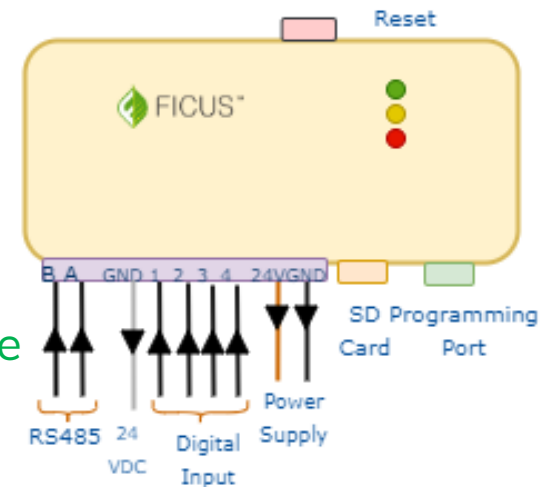 Reset
FICUS™
B A GND 1 2 3 4 24V GND
e
SD Programming
Card Port
RS485
24
VDC
Digital
Input
Power
Supply